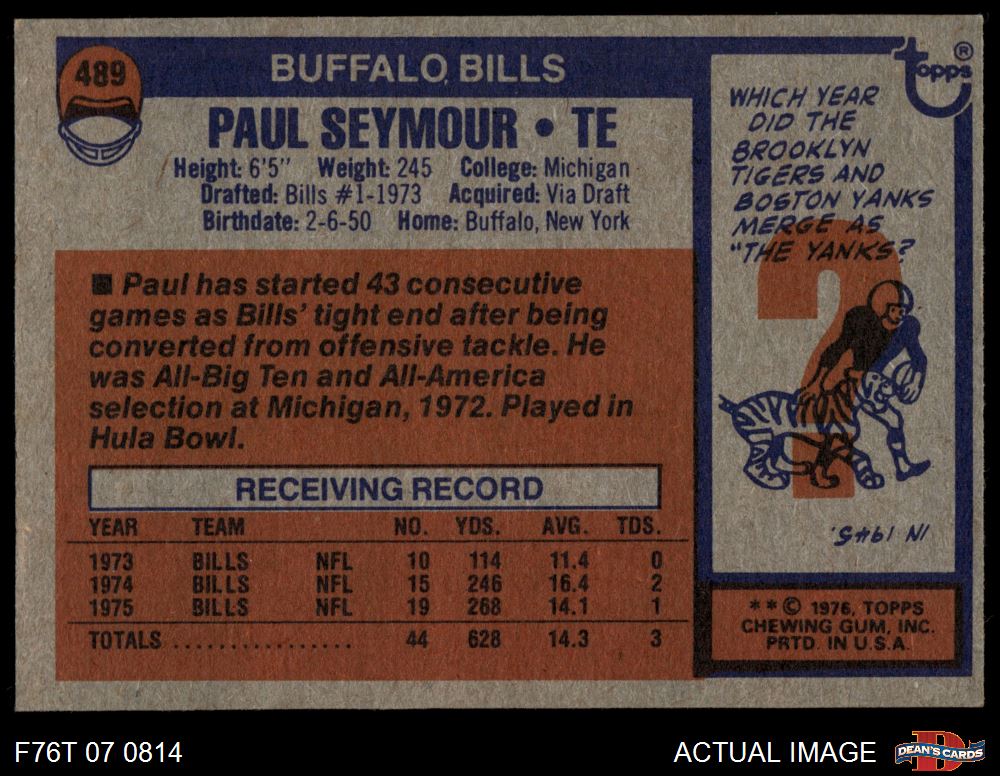 489
BUFFALO BILLS
PAUL SEYMOUR • TE
Height: 6'5" Weight: 245 College: Michigan
Drafted: Bills #1-1973 Acquired: Via Draft
Birthdate: 2-6-50 Home: Buffalo, New York
■ Paul has started 43 consecutive
games as Bills' tight end after being
converted from offensive tackle. He
was All-Big Ten and All-America
selection at Michigan, 1972. Played in
Hula Bowl.
RECEIVING RECORD
YEAR TEAM NO. YDS. AVG. TDS.
1973 BILLS NFL 10 114 11.4 0
1974 BILLS NFL 15 246 16.4 2
1975 BILLS NFL 19 268 14.1 1
TOTALS ................. 44 628 14.3 3
topps®
WHICH YEAR
DID THE
BROOKLYN
TIGERS AND
BOSTON YANKS
MERGE AS
"THE YANKS?
IN 1945.
**© 1976, TOPPS
CHEWING GUM, INC.
PRTD. IN U.S.A.
F76T 07 0814
ACTUAL IMAGE
D
DEAN'S CARDS